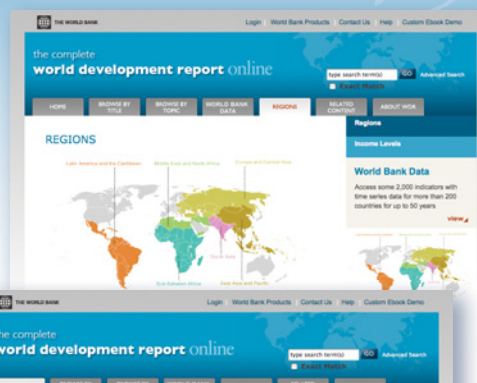 THE WORLD BANK
Login | World Bank Products | Contact Us | Help | Custom Ebook Demo
the complete
world development report online
type search term(s) GO Advanced Search
Exact Match
HOME
BROWSE BY TITLE
BROWSE BY TOPIC
WORLD BANK DATA
REGIONS
RELATED CONTENT
ABOUT WDR
Regions
Income Levels
REGIONS
Latin America and the Caribbean
Middle East and North Africa
Europe and Central Asia
South Asia
Sub-Saharan Africa
East Asia and Pacific
World Bank Data
Access some 2,000 indicators with
time series data for more than 200
countries for up to 50 years
view
THE WORLD BANK
Login | World Bank Products | Contact Us | Help | Custom Ebook Demo
the complete
world development report online
type search term(s) GO Advanced Search
Exact Match